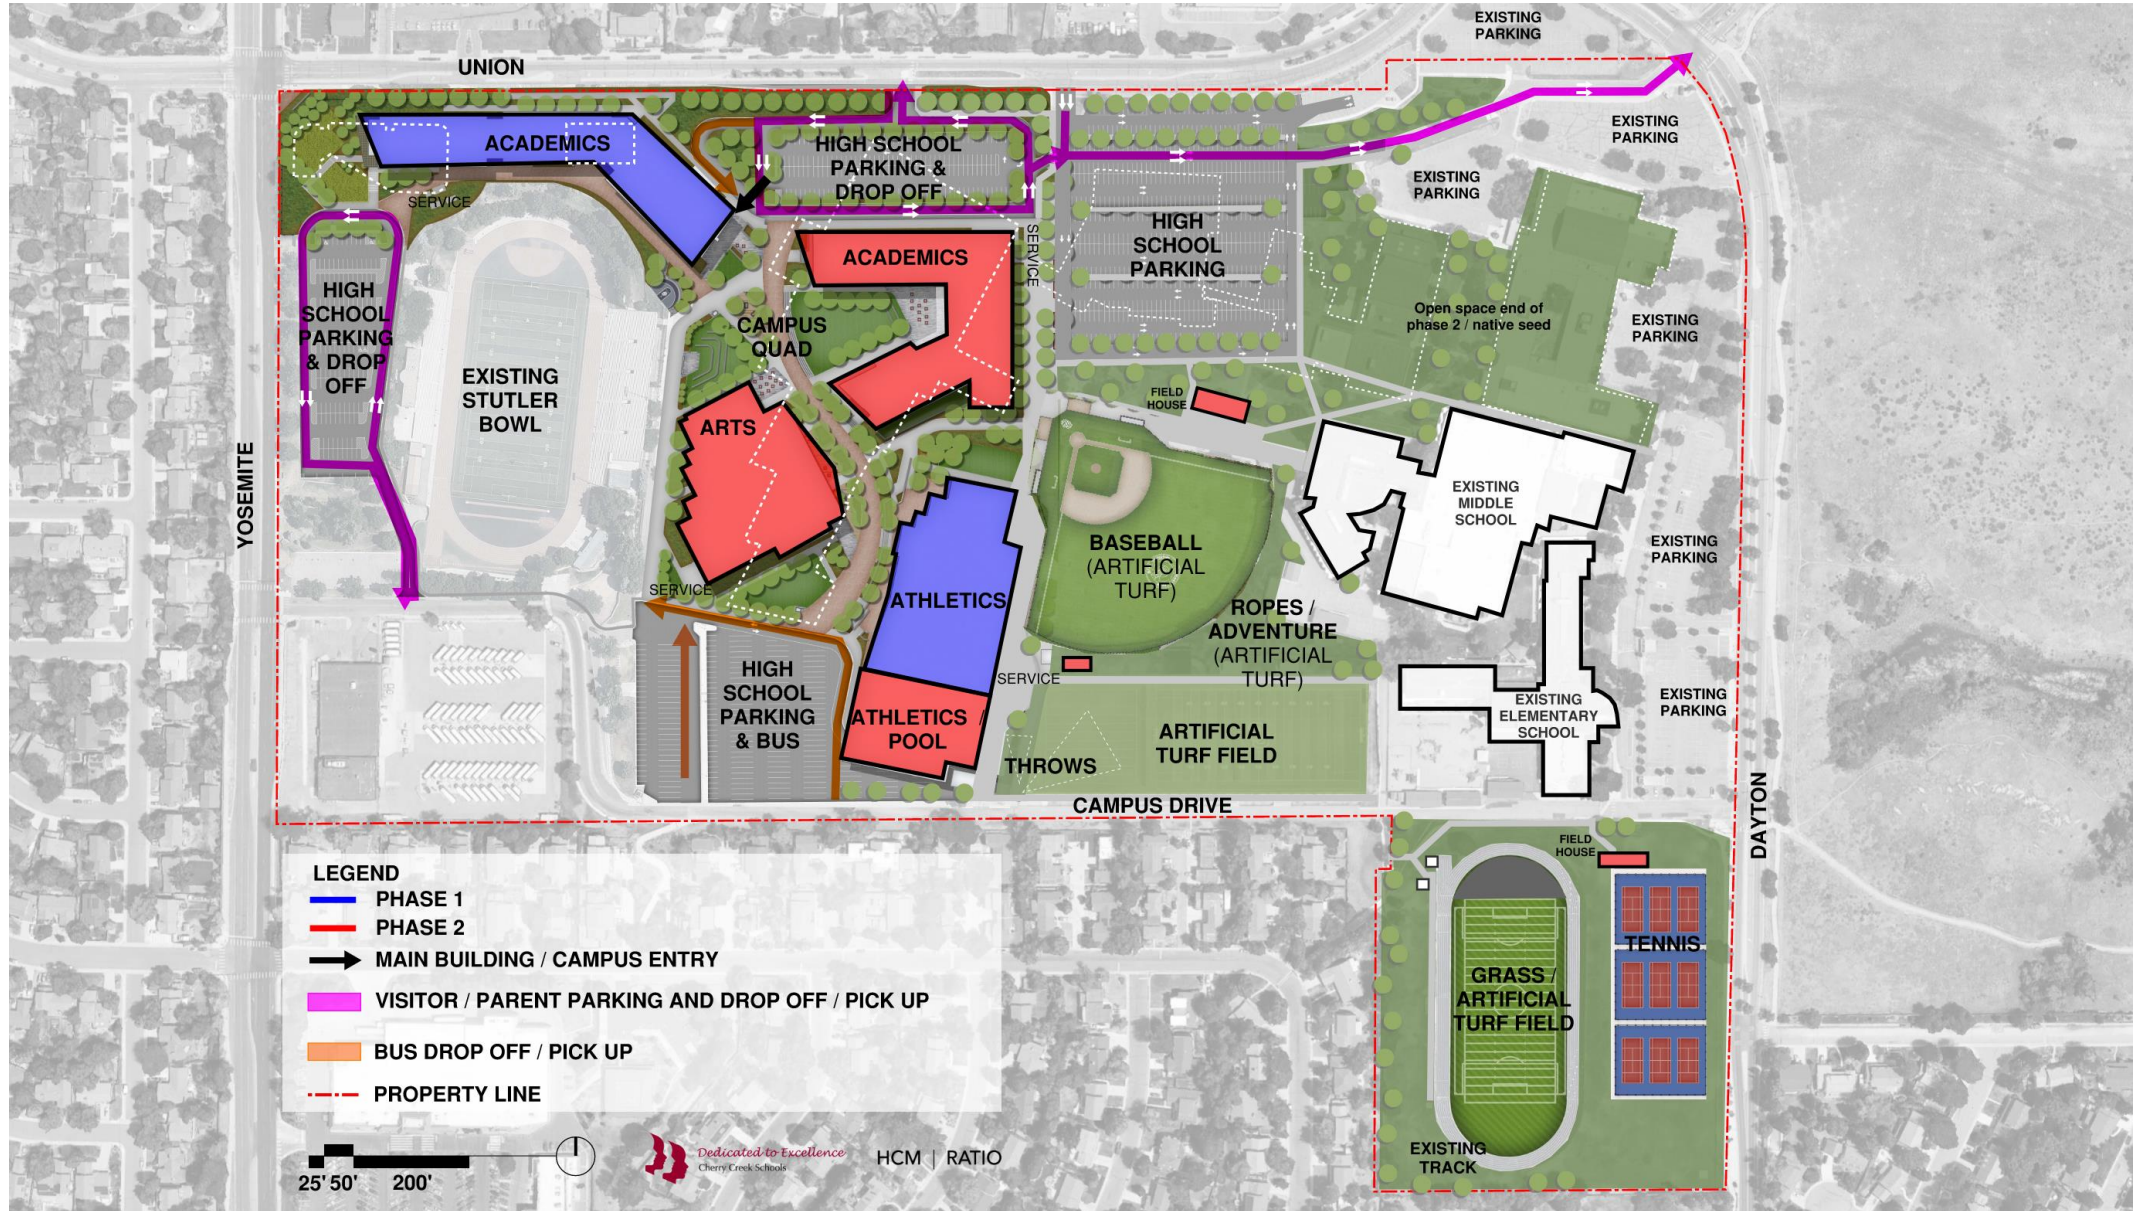 EXISTING
PARKING
UNION
ACADEMICS
HIGH SCHOOL
PARKING &
DROP OFF
EXISTING
PARKING
EXISTING
PARKING
SERVICE
HIGH
SCHOOL
PARKING
SERVICE
ACADEMICS
HIGH
SCHOOL
PARKING
& DROP
OFF
CAMPUS
QUAD
Open space end of
phase 2 / native seed
EXISTING
PARKING
EXISTING
STUTLER
BOWL
FIELD
HOUSE
ARTS
YOSEMITE
EXISTING
MIDDLE
SCHOOL
EXISTING
PARKING
BASEBALL
(ARTIFICIAL
TURF)
SERVICE
ATHLETICS
ROPES /
ADVENTURE
(ARTIFICIAL
TURF)
SERVICE
HIGH
SCHOOL
PARKING
& BUS
ATHLETICS /
POOL
EXISTING
ELEMENTARY
SCHOOL
EXISTING
PARKING
ARTIFICIAL
TURF FIELD
THROWS
CAMPUS DRIVE
DAYTON
FIELD
HOUSE
TENNIS
GRASS /
ARTIFICIAL
TURF FIELD
EXISTING
TRACK
LEGEND
PHASE 1
PHASE 2
MAIN BUILDING / CAMPUS ENTRY
VISITOR / PARENT PARKING AND DROP OFF / PICK UP
BUS DROP OFF / PICK UP
PROPERTY LINE
25' 50' 200'
Dedicated to Excellence
Cherry Creek Schools
HCM | RATIO